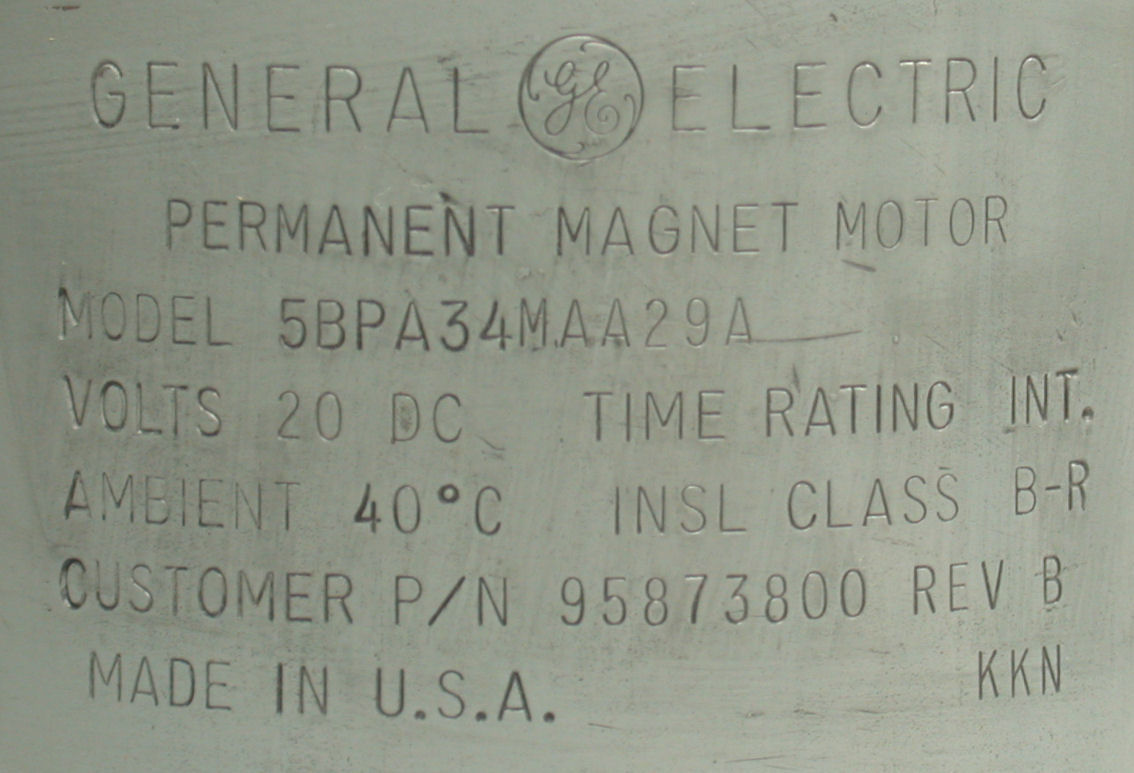 GENERAL GE ELECTRIC
PERMANENT MAGNET MOTOR
MODEL 5BPA34MAA29A
VOLTS 20 DC TIME RATING INT.
AMBIENT 40°C INSL CLASS B-R
CUSTOMER P/N 95873800 REV B
MADE IN U.S.A. KKN